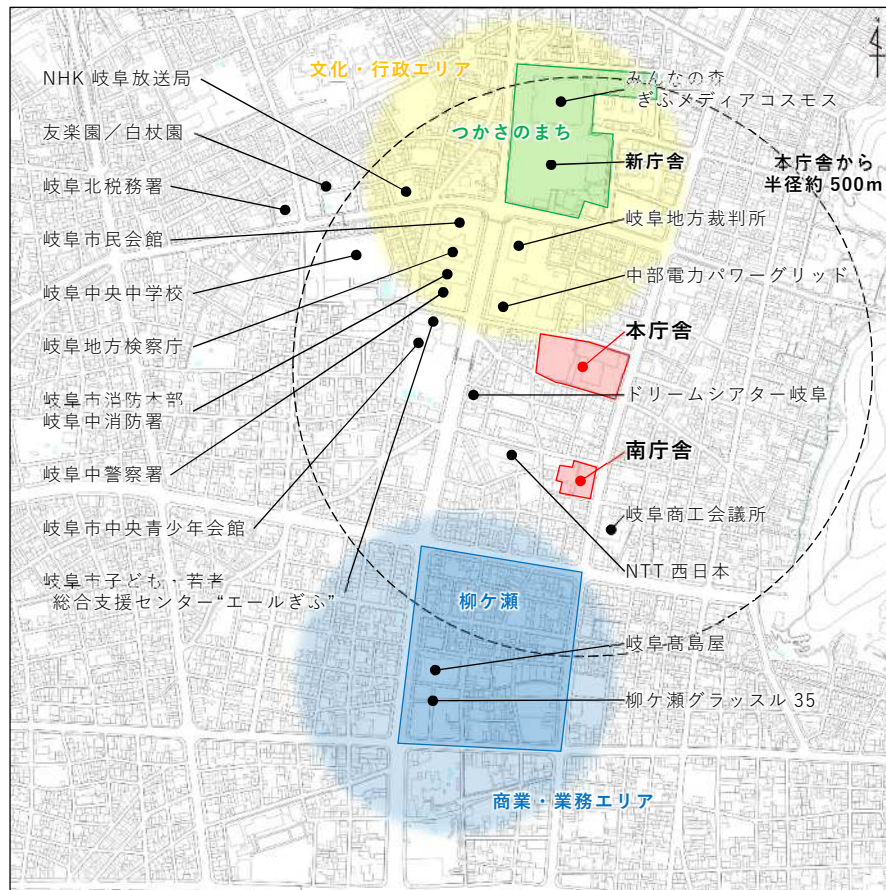 文化・行政エリア
みんなの森
ぎふメディアコスモス
NHK 岐阜放送局
つかさのまち
友楽園／白杖園
新庁舎
本庁舎から
半径約 500m
岐阜北税務署
岐阜地方裁判所
岐阜市民会館
中部電力パワーグリッド
岐阜中央中学校
本庁舎
岐阜地方検察庁
ドリームシアター岐阜
岐阜市消防本部
岐阜中消防署
南庁舎
岐阜中警察署
岐阜商工会議所
岐阜市中央青少年会館
NTT 西日本
岐阜市子ども・若者
総合支援センター“エールぎふ”
柳ケ瀬
岐阜髙島屋
柳ケ瀬グラッスル 35
商業・業務エリア